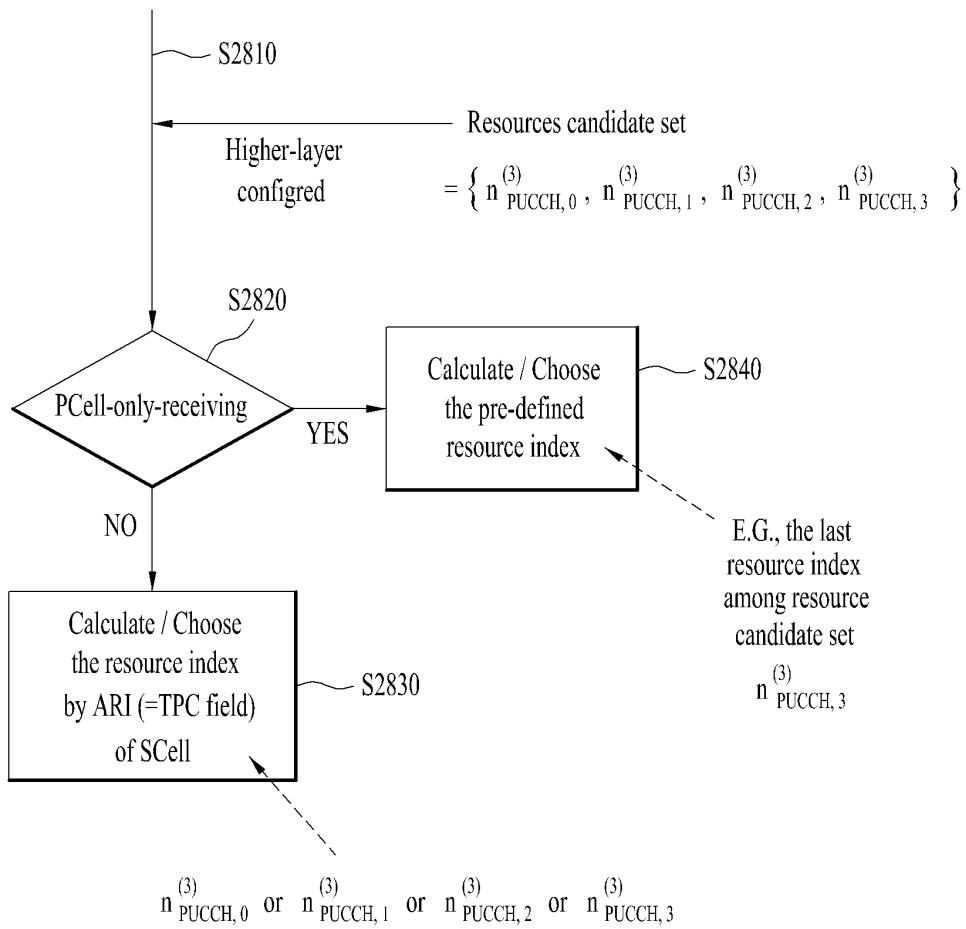 S2810
Resources candidate set
Higher-layer
configred
= { n^{(3)}_{PUCCH, 0} , n^{(3)}_{PUCCH, 1} , n^{(3)}_{PUCCH, 2} , n^{(3)}_{PUCCH, 3} }
S2820
PCell-only-receiving
YES
NO
Calculate / Choose
the pre-defined
resource index
S2840
E.G., the last
resource index
among resource
candidate set
n^{(3)}_{PUCCH, 3}
Calculate / Choose
the resource index
by ARI (=TPC field)
of SCell
S2830
n^{(3)}_{PUCCH, 0} or n^{(3)}_{PUCCH, 1} or n^{(3)}_{PUCCH, 2} or n^{(3)}_{PUCCH, 3}